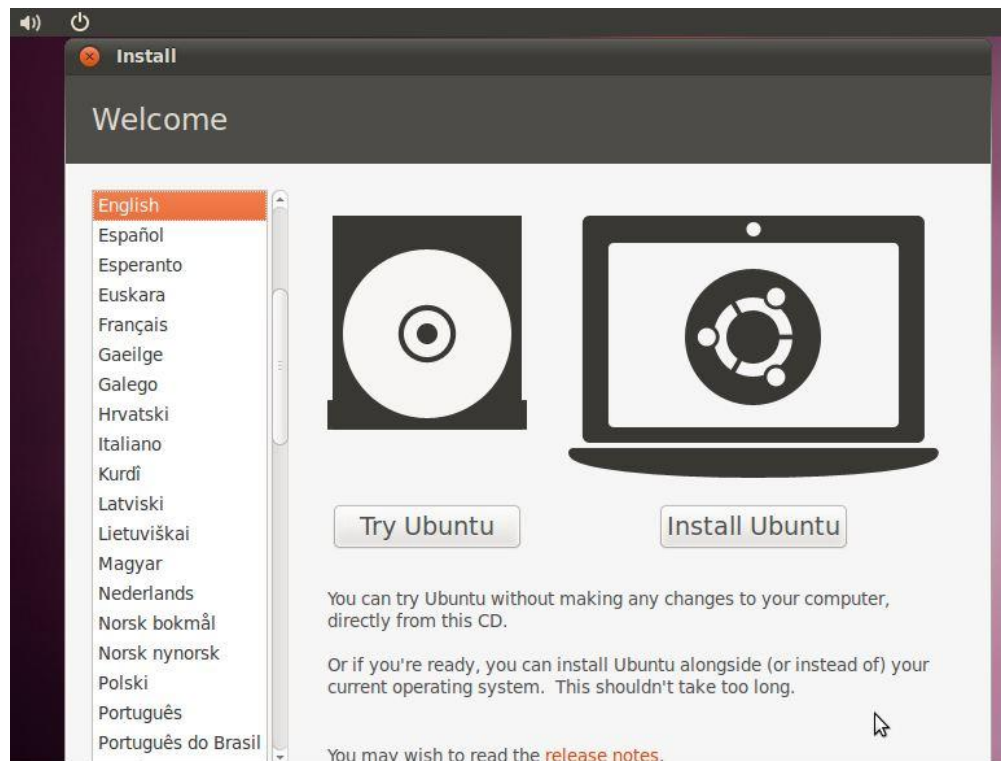 Install
Welcome
English
Español
Esperanto
Euskara
Français
Gaeilge
Galego
Hrvatski
Italiano
Kurdî
Latviski
Lietuviškai
Magyar
Nederlands
Norsk bokmål
Norsk nynorsk
Polski
Português
Português do Brasil
Try Ubuntu
Install Ubuntu
You can try Ubuntu without making any changes to your computer,
directly from this CD.
Or if you're ready, you can install Ubuntu alongside (or instead of) your
current operating system.  This shouldn't take too long.
You may wish to read the release notes.